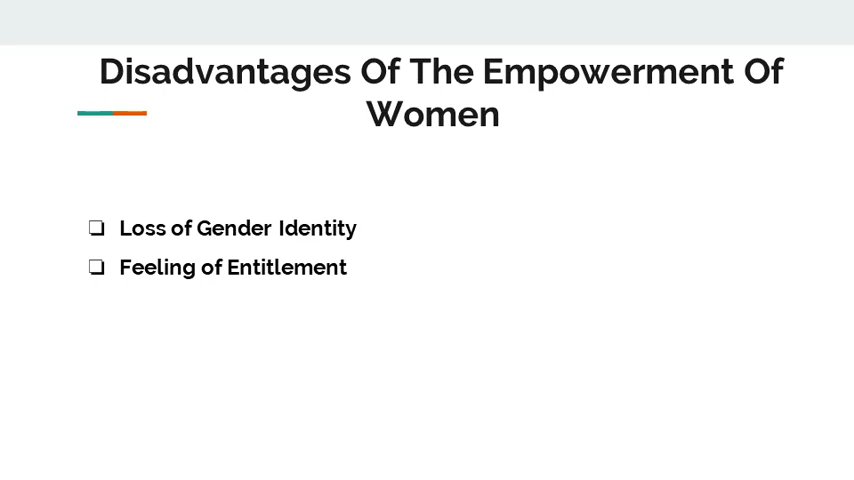 Disadvantages Of The Empowerment Of
Women
❏ Loss of Gender Identity
❏ Feeling of Entitlement